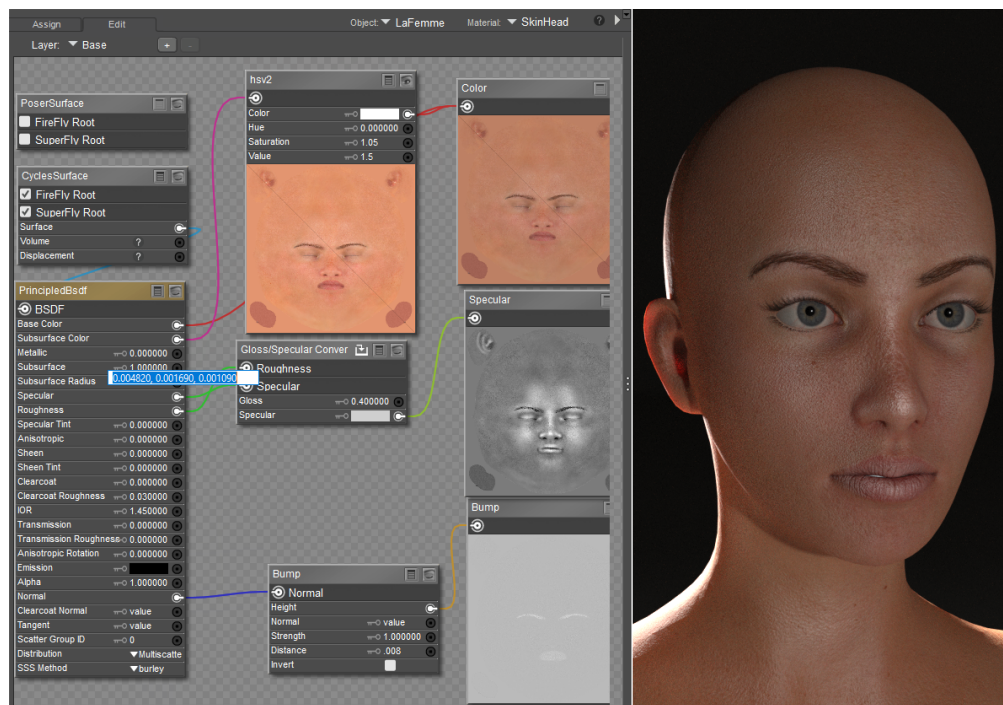 Assign Edit Object: LaFemme Material: SkinHead ?
Layer: Base + -
PoserSurface
FireFly Root
SuperFly Root
CyclesSurface
FireFly Root
SuperFly Root
Surface
Volume ?
Displacement ?
PrincipledBsdf
BSDF
Base Color
Subsurface Color
Metallic 0.000000
Subsurface 1.000000
Subsurface Radius 0.004820, 0.001690, 0.001090
Specular
Roughness
Specular Tint 0.000000
Anisotropic 0.000000
Sheen 0.000000
Sheen Tint 0.000000
Clearcoat 0.000000
Clearcoat Roughness 0.030000
IOR 1.450000
Transmission 0.000000
Transmission Roughness 0.000000
Anisotropic Rotation 0.000000
Emission
Alpha 1.000000
Normal
Clearcoat Normal value
Tangent value
Scatter Group ID 0
Distribution Multiscatte
SSS Method burley
hsv2
Color
Hue 0.000000
Saturation 1.05
Value 1.5
Gloss/Specular Conver
Roughness
Specular
Gloss 0.400000
Specular
Bump
Normal
Height
Normal value
Strength 1.000000
Distance .008
Invert
Color
Specular
Bump